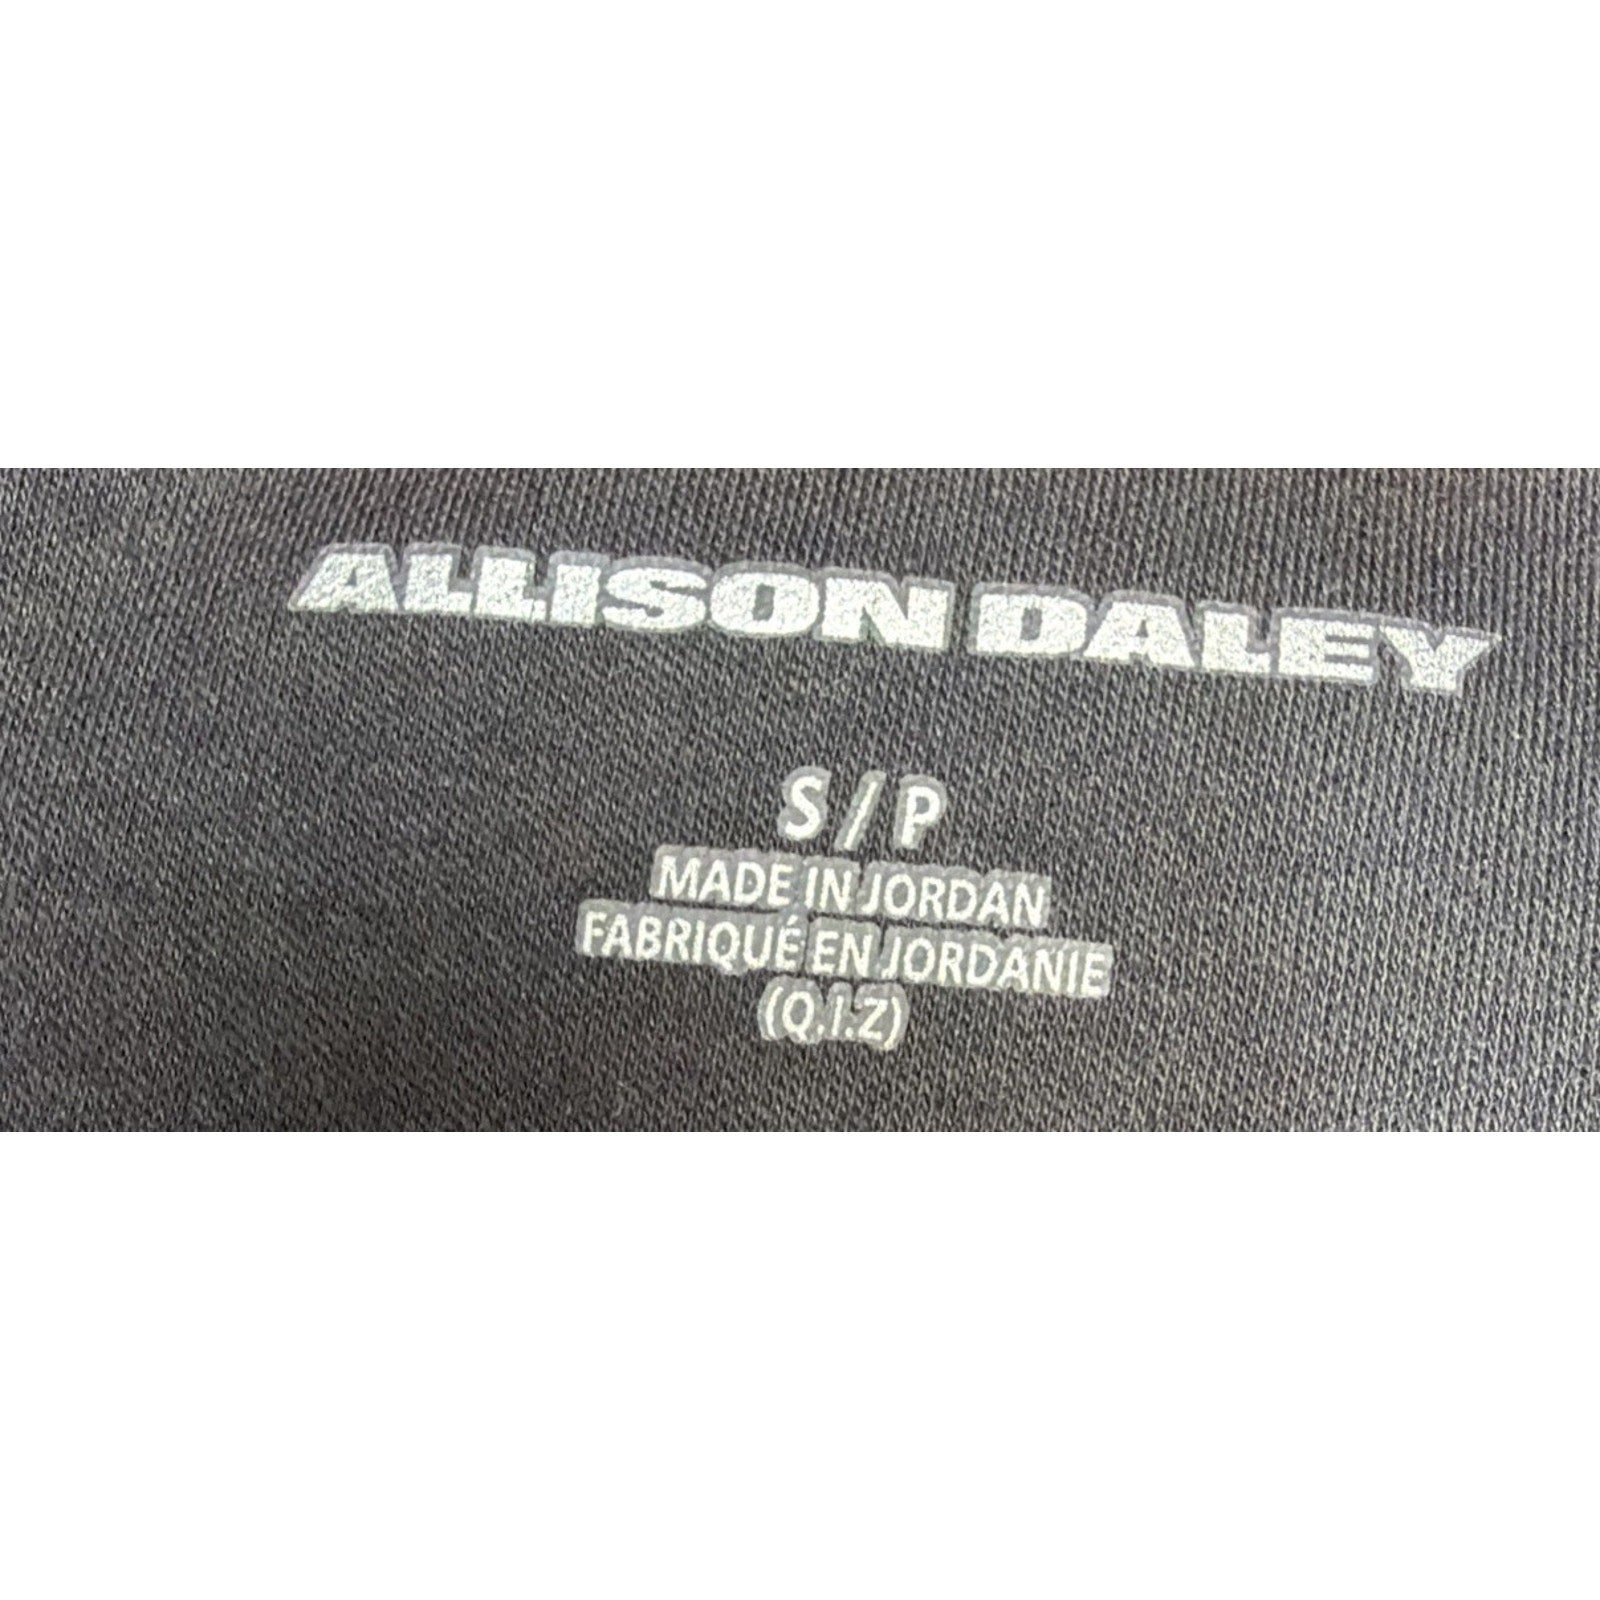 ALLISON DALEY
S / P
MADE IN JORDAN
FABRIQUÉ EN JORDANIE
(Q.I.Z)